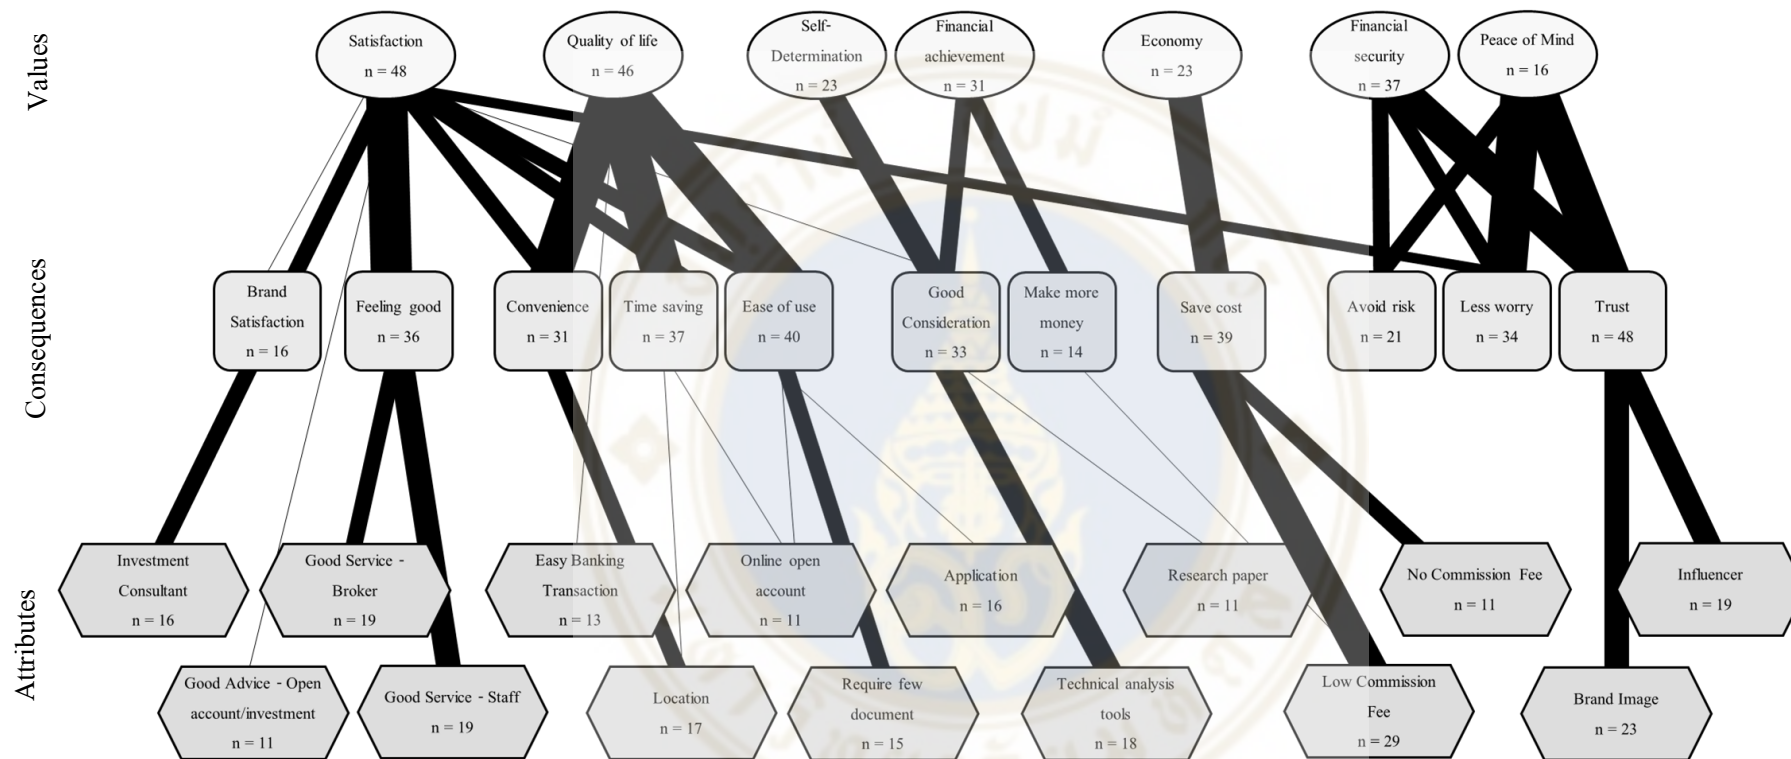 Values
Satisfaction
n = 48
Quality of life
n = 46
Self-
Determination
n = 23
Financial
achievement
n = 31
Economy
n = 23
Financial
security
n = 37
Peace of Mind
n = 16
Consequences
Brand
Satisfaction
n = 16
Feeling good
n = 36
Convenience
n = 31
Time saving
n = 37
Ease of use
n = 40
Good
Consideration
n = 33
Make more
money
n = 14
Save cost
n = 39
Avoid risk
n = 21
Less worry
n = 34
Trust
n = 48
Attributes
Investment
Consultant
n = 16
Good Service -
Broker
n = 19
Easy Banking
Transaction
n = 13
Online open
account
n = 11
Application
n = 16
Research paper
n = 11
No Commission Fee
n = 11
Influencer
n = 19
Good Advice - Open
account/investment
n = 11
Good Service - Staff
n = 19
Location
n = 17
Require few
document
n = 15
Technical analysis
tools
n = 18
Low Commission
Fee
n = 29
Brand Image
n = 23